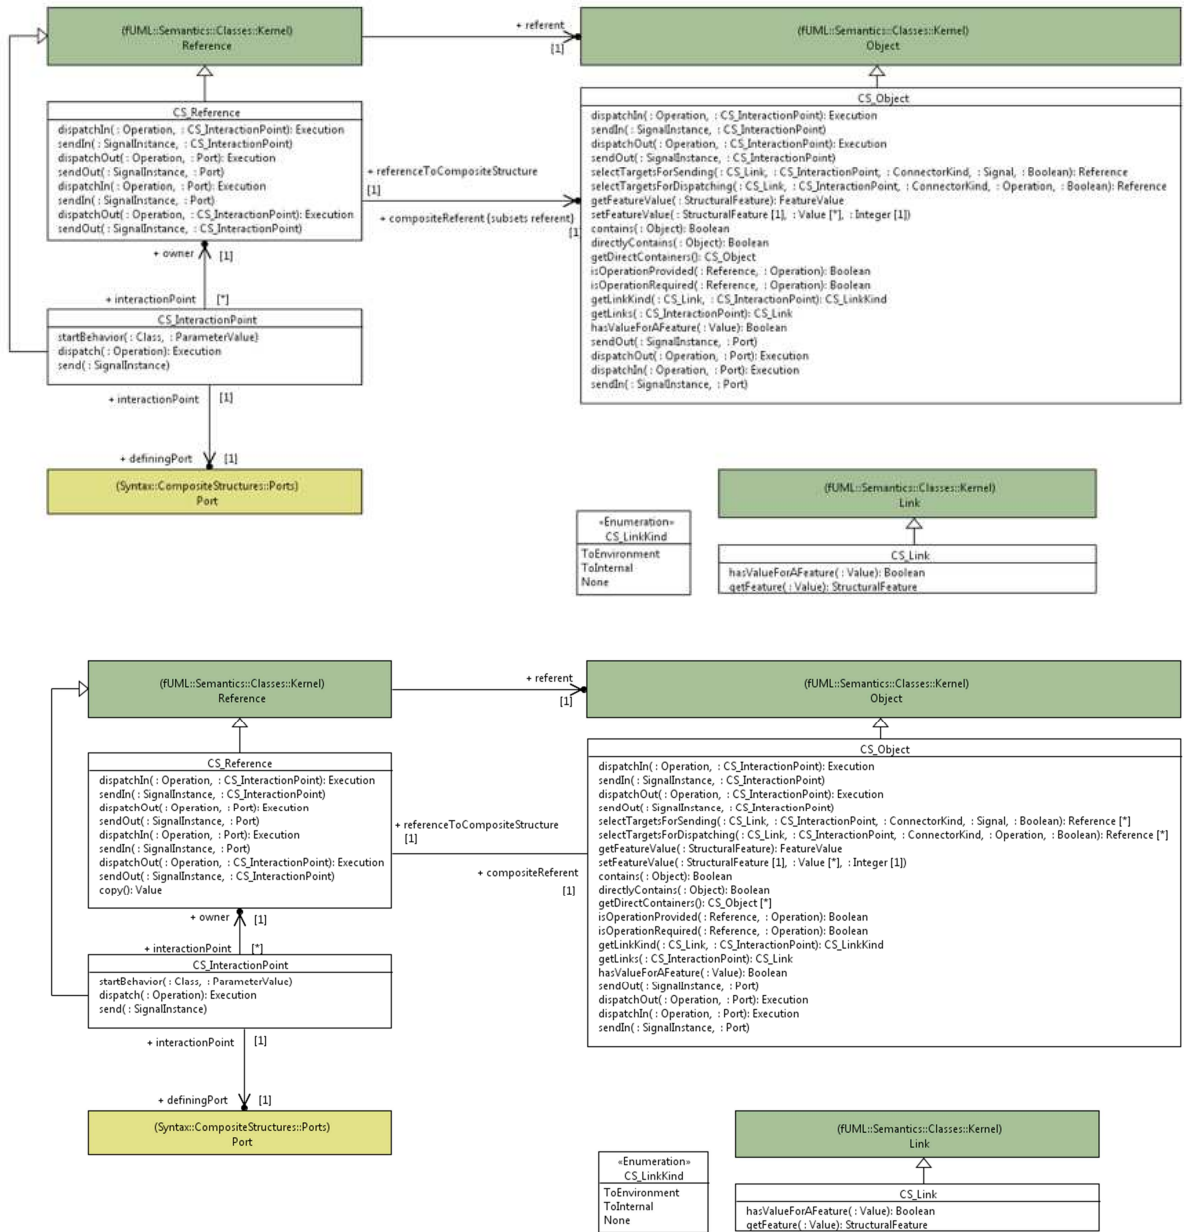 (fUML::Semantics::Classes::Kernel)
Reference
+ referent
[1]
(fUML::Semantics::Classes::Kernel)
Object
CS_Reference
dispatchIn( : Operation,  : CS_InteractionPoint): Execution
sendIn( : SignalInstance,  : CS_InteractionPoint)
dispatchOut( : Operation,  : Port): Execution
sendOut( : SignalInstance,  : Port)
dispatchIn( : Operation,  : Port): Execution
sendIn( : SignalInstance,  : Port)
dispatchOut( : Operation,  : CS_InteractionPoint): Execution
sendOut( : SignalInstance,  : CS_InteractionPoint)
+ referenceToCompositeStructure
[1]
+ compositeReferent {subsets referent}
[1]
CS_Object
dispatchIn( : Operation,  : CS_InteractionPoint): Execution
sendIn( : SignalInstance,  : CS_InteractionPoint)
dispatchOut( : Operation,  : CS_InteractionPoint): Execution
sendOut( : SignalInstance,  : CS_InteractionPoint)
selectTargetsForSending( : CS_Link,  : CS_InteractionPoint,  : ConnectorKind,  : Signal,  : Boolean): Reference
selectTargetsForDispatching( : CS_Link,  : CS_InteractionPoint,  : ConnectorKind,  : Operation,  : Boolean): Reference
getFeatureValue( : StructuralFeature): FeatureValue
setFeatureValue( : StructuralFeature [1],  : Value [*],  : Integer [1])
contains( : Object): Boolean
directlyContains( : Object): Boolean
getDirectContainers(): CS_Object
isOperationProvided( : Reference,  : Operation): Boolean
isOperationRequired( : Reference,  : Operation): Boolean
getLinkKind( : CS_Link,  : CS_InteractionPoint): CS_LinkKind
getLinks( : CS_InteractionPoint): CS_Link
hasValueForAFeature( : Value): Boolean
sendOut( : SignalInstance,  : Port)
dispatchOut( : Operation,  : Port): Execution
dispatchIn( : Operation,  : Port): Execution
sendIn( : SignalInstance,  : Port)
+ owner
[1]
+ interactionPoint
[*]
CS_InteractionPoint
startBehavior( : Class,  : ParameterValue)
dispatch( : Operation): Execution
send( : SignalInstance)
+ interactionPoint
[1]
+ definingPort
[1]
(Syntax::CompositeStructures::Ports)
Port
«Enumeration»
CS_LinkKind
ToEnvironment
ToInternal
None
(fUML::Semantics::Classes::Kernel)
Link
CS_Link
hasValueForAFeature( : Value): Boolean
getFeature( : Value): StructuralFeature
(fUML::Semantics::Classes::Kernel)
Reference
+ referent
[1]
(fUML::Semantics::Classes::Kernel)
Object
CS_Reference
dispatchIn( : Operation,  : CS_InteractionPoint): Execution
sendIn( : SignalInstance,  : CS_InteractionPoint)
dispatchOut( : Operation,  : Port): Execution
sendOut( : SignalInstance,  : Port)
dispatchIn( : Operation,  : Port): Execution
sendIn( : SignalInstance,  : Port)
dispatchOut( : Operation,  : CS_InteractionPoint): Execution
sendOut( : SignalInstance,  : CS_InteractionPoint)
copy(): Value
+ referenceToCompositeStructure
[1]
+ compositeReferent
[1]
CS_Object
dispatchIn( : Operation,  : CS_InteractionPoint): Execution
sendIn( : SignalInstance,  : CS_InteractionPoint)
dispatchOut( : Operation,  : CS_InteractionPoint): Execution
sendOut( : SignalInstance,  : CS_InteractionPoint)
selectTargetsForSending( : CS_Link,  : CS_InteractionPoint,  : ConnectorKind,  : Signal,  : Boolean): Reference [*]
selectTargetsForDispatching( : CS_Link,  : CS_InteractionPoint,  : ConnectorKind,  : Operation,  : Boolean): Reference [*]
getFeatureValue( : StructuralFeature): FeatureValue
setFeatureValue( : StructuralFeature [1],  : Value [*],  : Integer [1])
contains( : Object): Boolean
directlyContains( : Object): Boolean
getDirectContainers(): CS_Object [*]
isOperationProvided( : Reference,  : Operation): Boolean
isOperationRequired( : Reference,  : Operation): Boolean
getLinkKind( : CS_Link,  : CS_InteractionPoint): CS_LinkKind
getLinks( : CS_InteractionPoint): CS_Link
hasValueForAFeature( : Value): Boolean
sendOut( : SignalInstance,  : Port)
dispatchOut( : Operation,  : Port): Execution
dispatchIn( : Operation,  : Port): Execution
sendIn( : SignalInstance,  : Port)
+ owner
[1]
+ interactionPoint
[*]
CS_InteractionPoint
startBehavior( : Class,  : ParameterValue)
dispatch( : Operation): Execution
send( : SignalInstance)
+ interactionPoint
[1]
+ definingPort
[1]
(Syntax::CompositeStructures::Ports)
Port
«Enumeration»
CS_LinkKind
ToEnvironment
ToInternal
None
(fUML::Semantics::Classes::Kernel)
Link
CS_Link
hasValueForAFeature( : Value): Boolean
getFeature( : Value): StructuralFeature